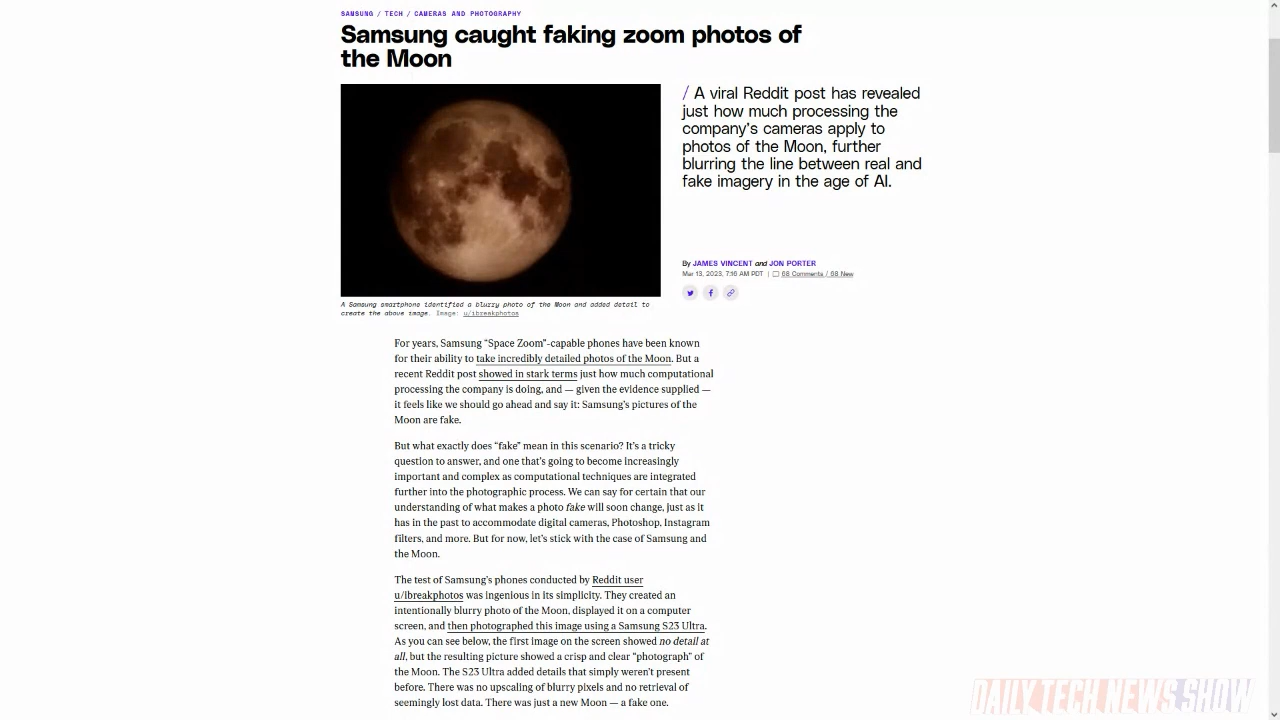 SAMSUNG / TECH / CAMERAS AND PHOTOGRAPHY
Samsung caught faking zoom photos of
the Moon
/ A viral Reddit post has revealed
just how much processing the
company's cameras apply to
photos of the Moon, further
blurring the line between real and
fake imagery in the age of AI.
By JAMES VINCENT and JON PORTER
Mar 13, 2023, 7:16 AM PDT | 68 Comments / 68 New
A Samsung smartphone identified a blurry photo of the Moon and added detail to
create the above image. Image: u/ibreakphotos
For years, Samsung “Space Zoom”-capable phones have been known
for their ability to take incredibly detailed photos of the Moon. But a
recent Reddit post showed in stark terms just how much computational
processing the company is doing, and — given the evidence supplied —
it feels like we should go ahead and say it: Samsung's pictures of the
Moon are fake.
But what exactly does “fake” mean in this scenario? It's a tricky
question to answer, and one that's going to become increasingly
important and complex as computational techniques are integrated
further into the photographic process. We can say for certain that our
understanding of what makes a photo fake will soon change, just as it
has in the past to accommodate digital cameras, Photoshop, Instagram
filters, and more. But for now, let's stick with the case of Samsung and
the Moon.
The test of Samsung's phones conducted by Reddit user
u/ibreakphotos was ingenious in its simplicity. They created an
intentionally blurry photo of the Moon, displayed it on a computer
screen, and then photographed this image using a Samsung S23 Ultra.
As you can see below, the first image on the screen showed no detail at
all, but the resulting picture showed a crisp and clear “photograph” of
the Moon. The S23 Ultra added details that simply weren't present
before. There was no upscaling of blurry pixels and no retrieval of
seemingly lost data. There was just a new Moon — a fake one.
DAILY TECH NEWS SHOW